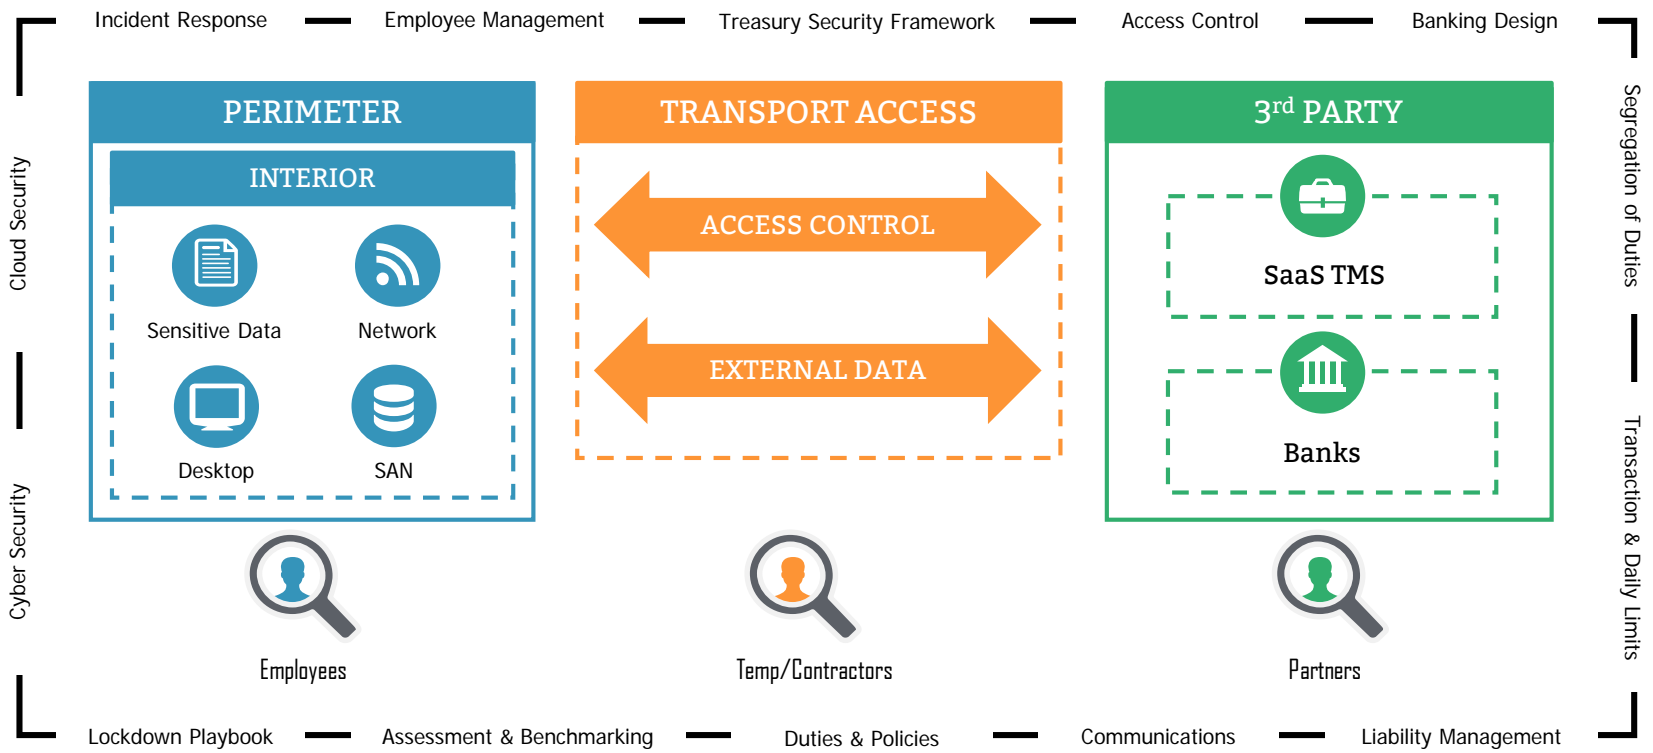 Incident Response
Employee Management
Treasury Security Framework
Access Control
Banking Design
Cloud Security
Cyber Security
PERIMETER
INTERIOR
Sensitive Data
Network
Desktop
SAN
TRANSPORT ACCESS
ACCESS CONTROL
EXTERNAL DATA
3rd PARTY
SaaS TMS
Banks
Segregation of Duties
Transaction & Daily Limits
Employees
Temp/Contractors
Partners
Lockdown Playbook
Assessment & Benchmarking
Duties & Policies
Communications
Liability Management